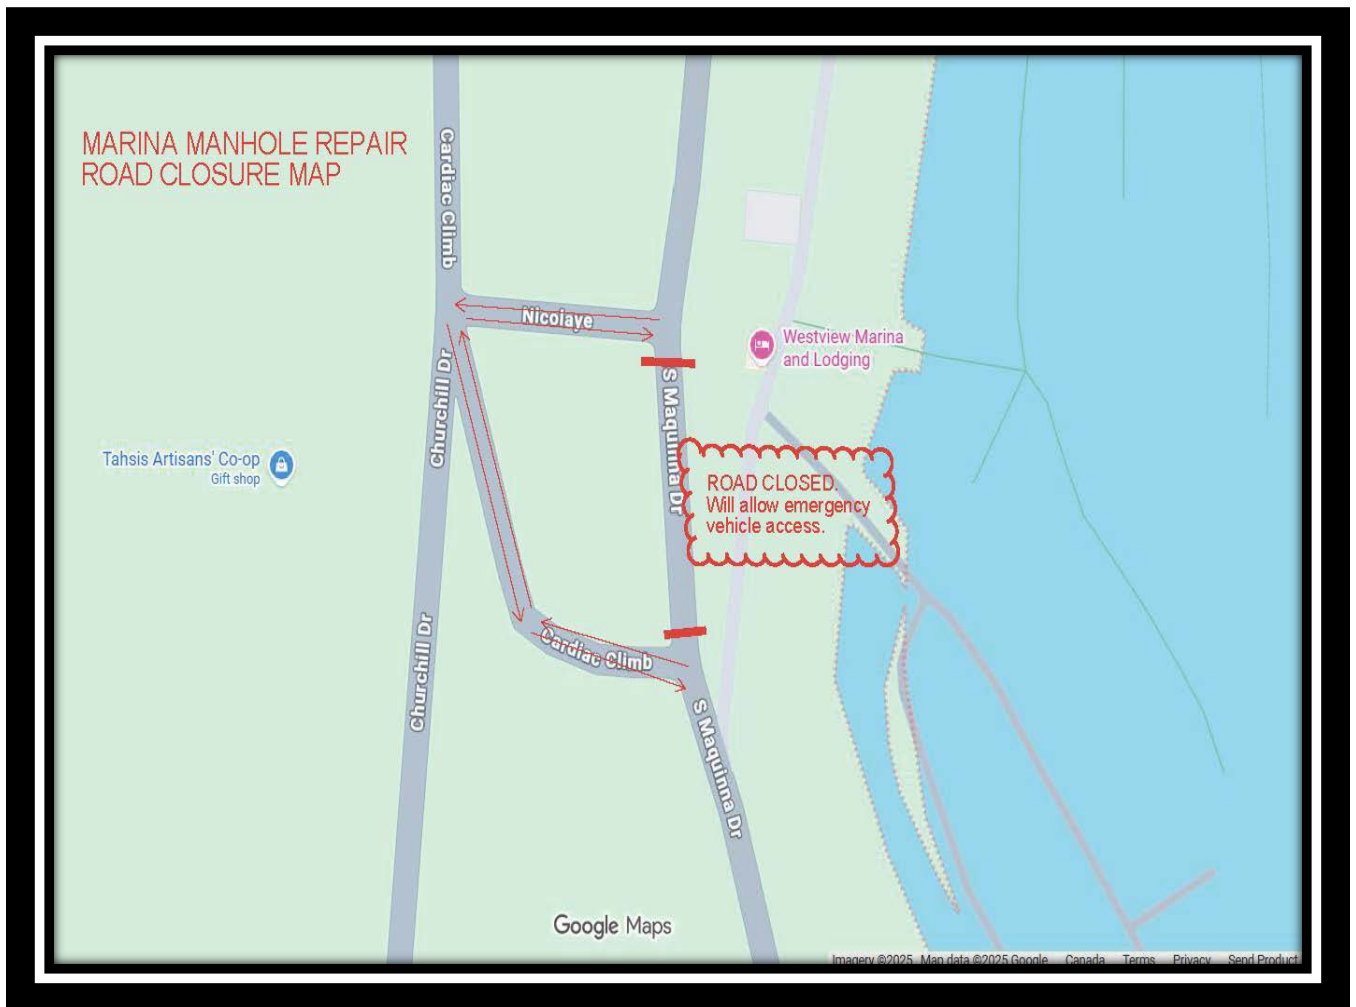 MARINA MANHOLE REPAIR
ROAD CLOSURE MAP
Cardiac Climb
Nicolaye
Westview Marina
and Lodging
Churchill Dr
S Maquinna Dr
Tahsis Artisans' Co-op
Gift shop
ROAD CLOSED.
Will allow emergency
vehicle access.
Churchill Dr
Cardiac Climb
S Maquinna Dr
Google Maps
Imagery ©2025 Map data ©2025 Google Canada Terms Privacy Send Product